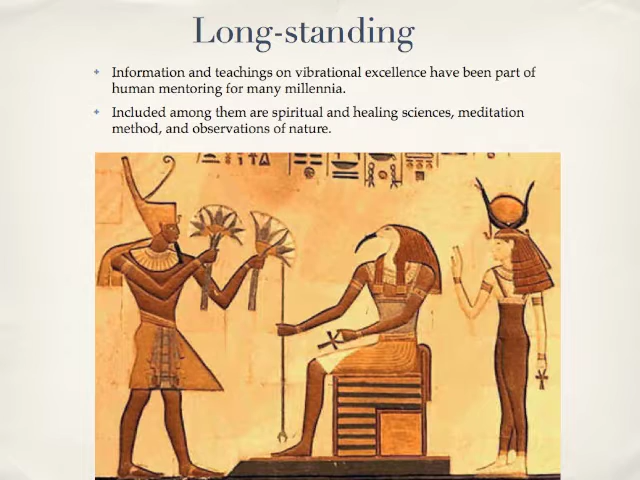 Long-standing
Information and teachings on vibrational excellence have been part of
human mentoring for many millennia.
Included among them are spiritual and healing sciences, meditation
method, and observations of nature.